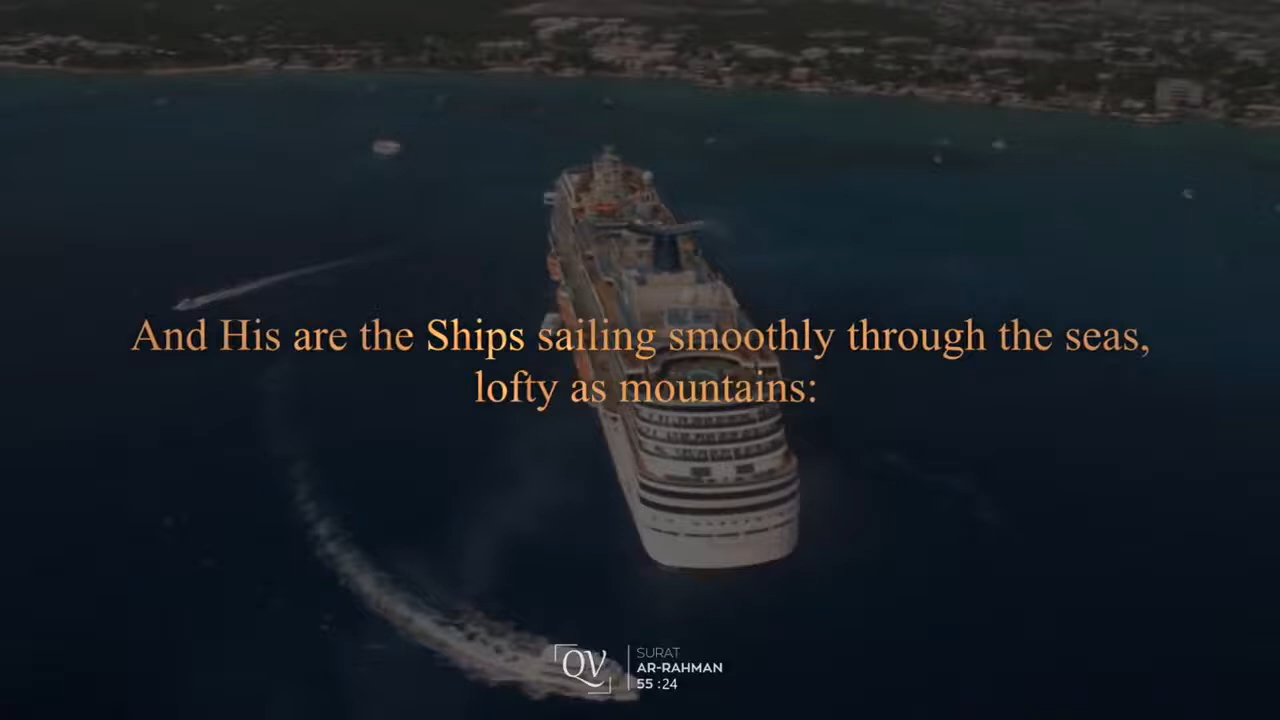 And His are the Ships sailing smoothly through the seas,
lofty as mountains:
QV
SURAT
AR-RAHMAN
55 :24